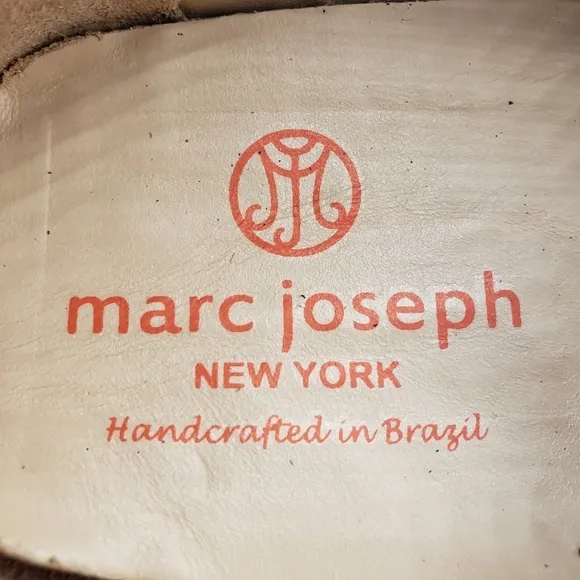 marc joseph
NEW YORK
Handcrafted in Brazil